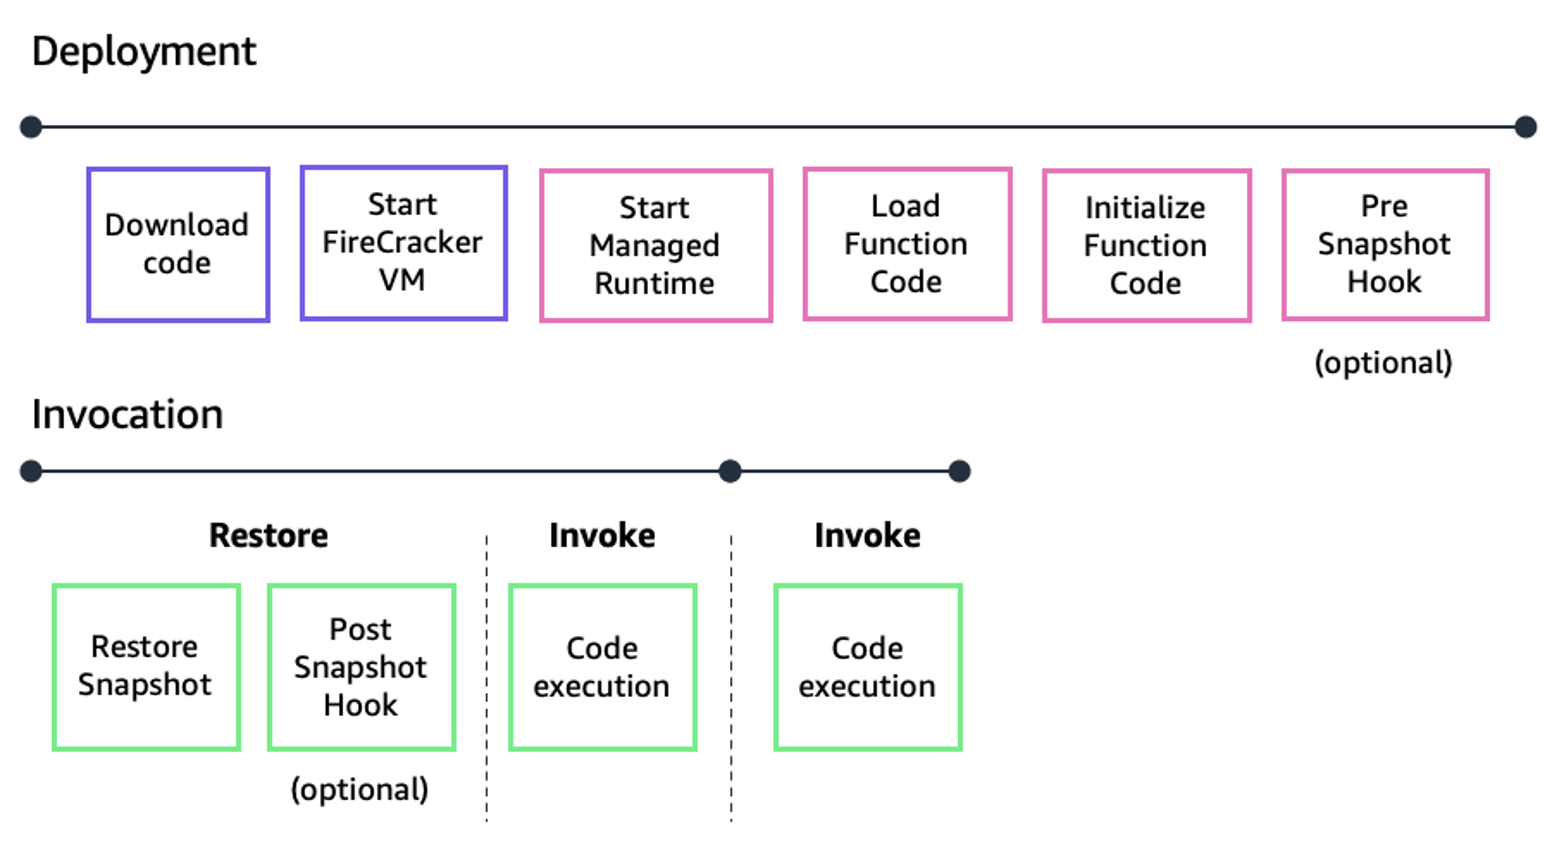 Deployment
Download
code
Start
FireCracker
VM
Start
Managed
Runtime
Load
Function
Code
Initialize
Function
Code
Pre
Snapshot
Hook
(optional)
Invocation
Restore
Restore
Snapshot
Post
Snapshot
Hook
(optional)
Invoke
Code
execution
Invoke
Code
execution